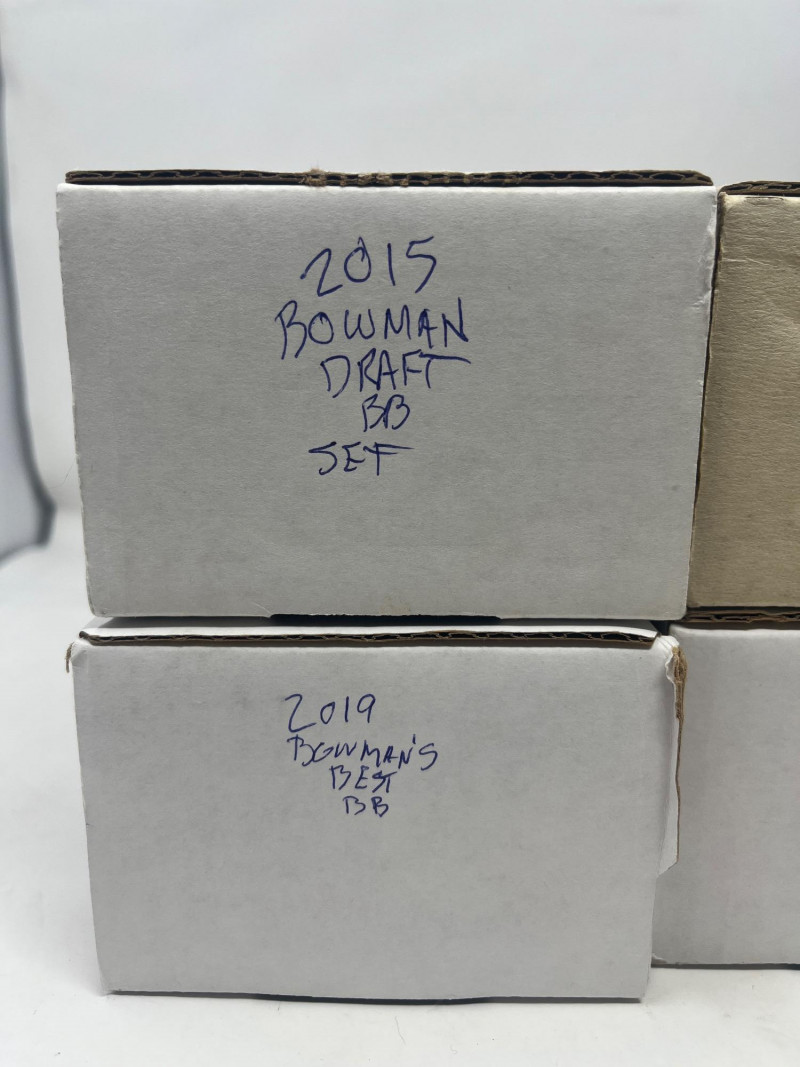 2015
BOWMAN
DRAFT
BB
SET
2019
BOWMAN'S
BEST
BB